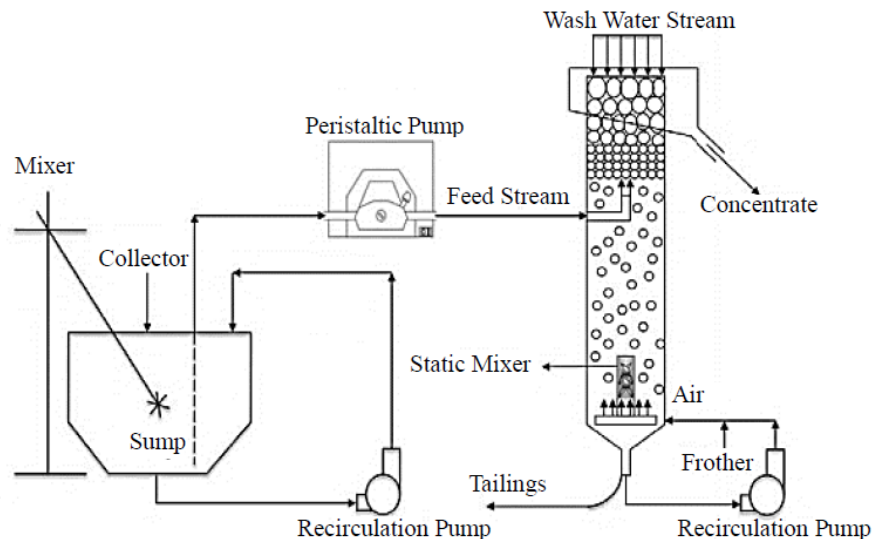 Wash Water Stream
Peristaltic Pump
Mixer
Feed Stream
Concentrate
Collector
Static Mixer
Air
Sump
Frother
Tailings
Recirculation Pump
Recirculation Pump